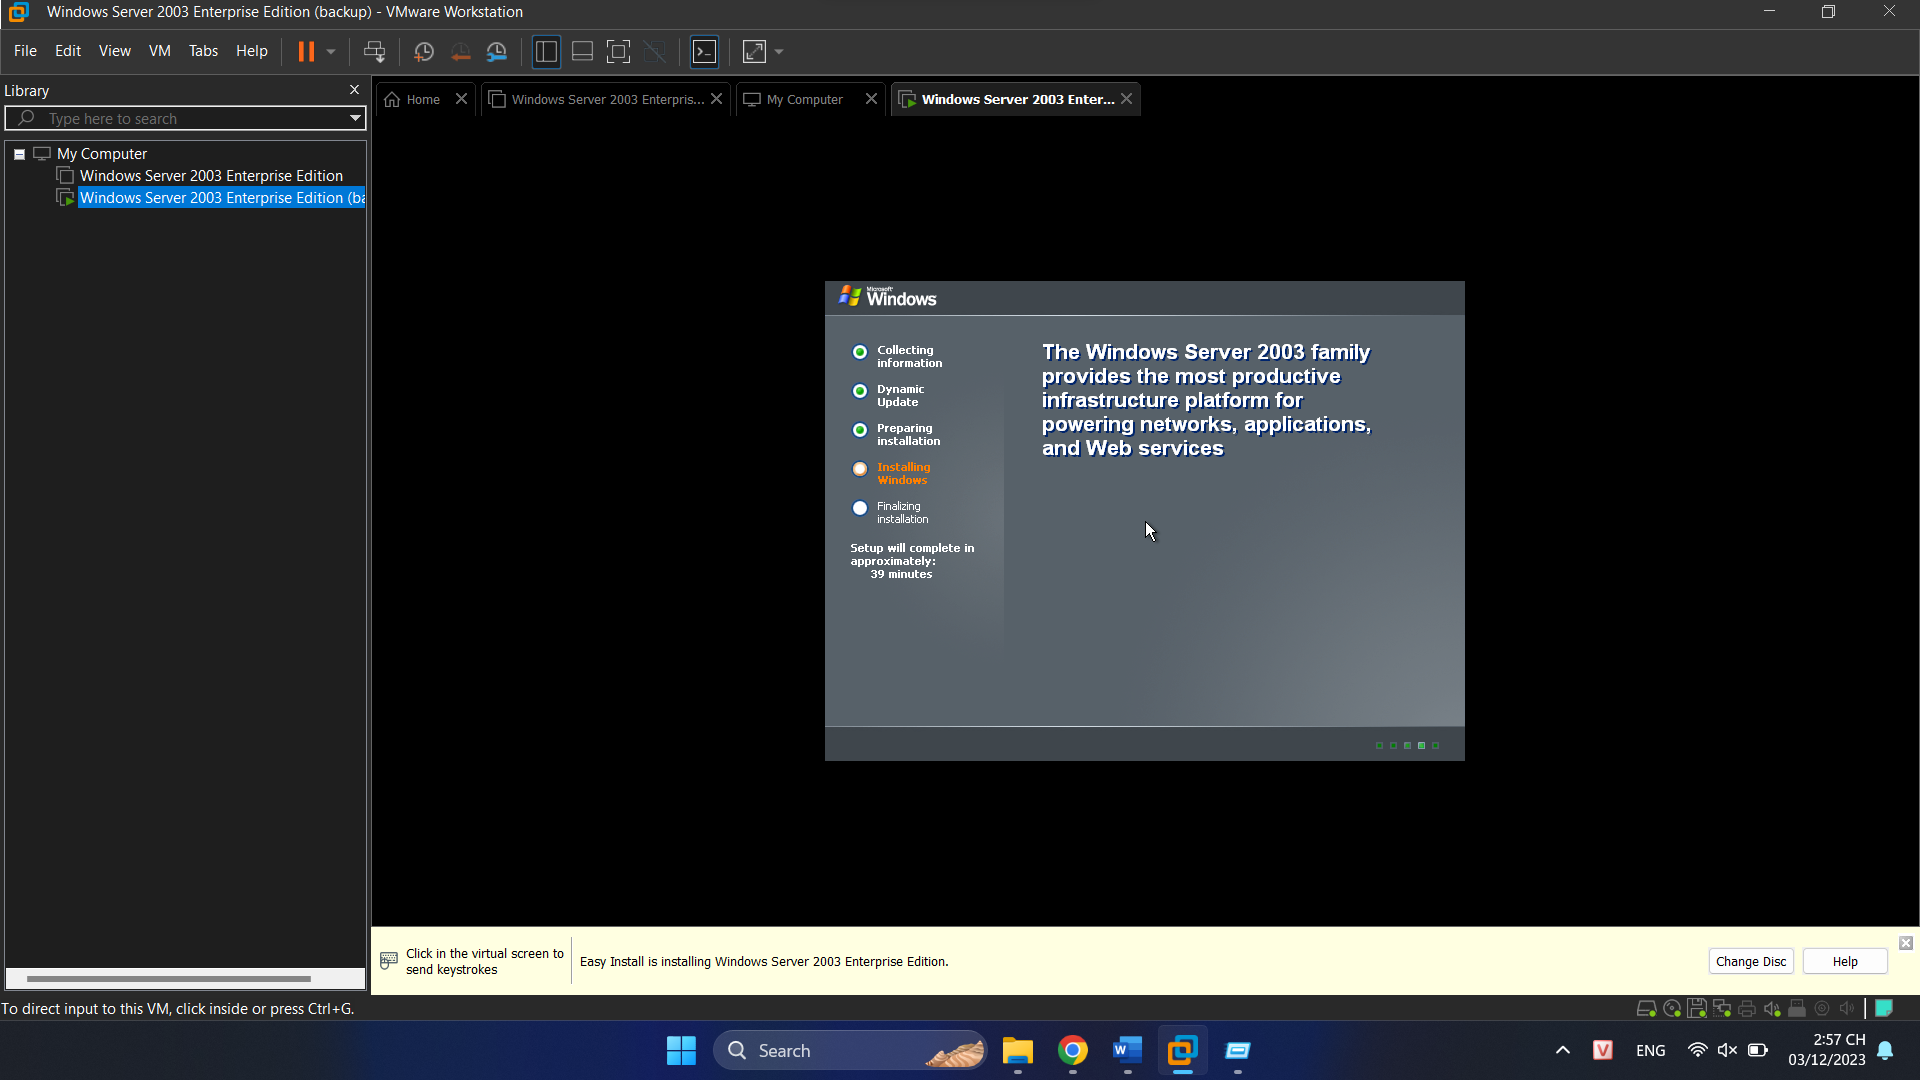 Windows Server 2003 Enterprise Edition (backup) - VMware Workstation
File Edit View VM Tabs Help
Library
Type here to search
My Computer
Windows Server 2003 Enterprise Edition
Windows Server 2003 Enterprise Edition (ba
Home
Windows Server 2003 Enterpris...
My Computer
Windows Server 2003 Enter...
Microsoft
Windows
Collecting
information
Dynamic
Update
Preparing
installation
Installing
Windows
Finalizing
installation
Setup will complete in
approximately:
39 minutes
The Windows Server 2003 family
provides the most productive
infrastructure platform for
powering networks, applications,
and Web services
Click in the virtual screen to
send keystrokes
Easy Install is installing Windows Server 2003 Enterprise Edition.
Change Disc
Help
To direct input to this VM, click inside or press Ctrl+G.
Search
V
ENG
2:57 CH
03/12/2023